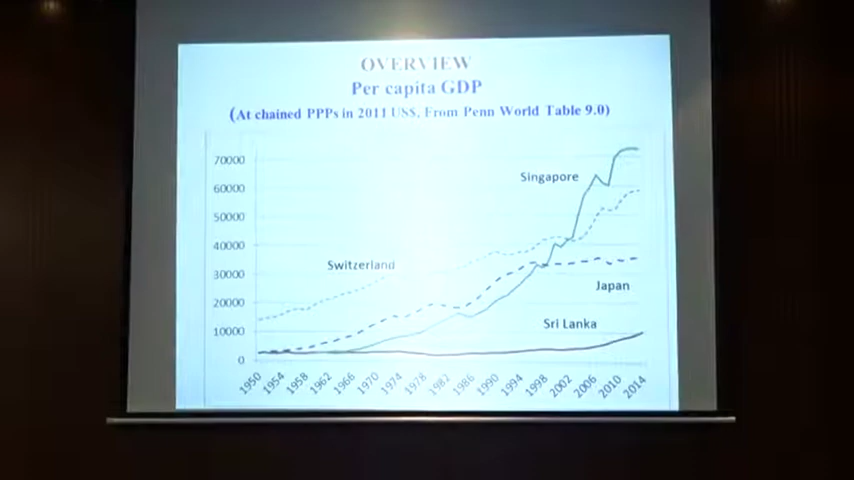 OVERVIEW
Per capita GDP
(At chained PPPs in 2011 US$, From Penn World Table 9.0)
70000
60000
50000
40000
30000
20000
10000
0
Singapore
Switzerland
Japan
Sri Lanka
1950 1954 1958 1962 1966 1970 1974 1978 1982 1986 1990 1994 1998 2002 2006 2010 2014